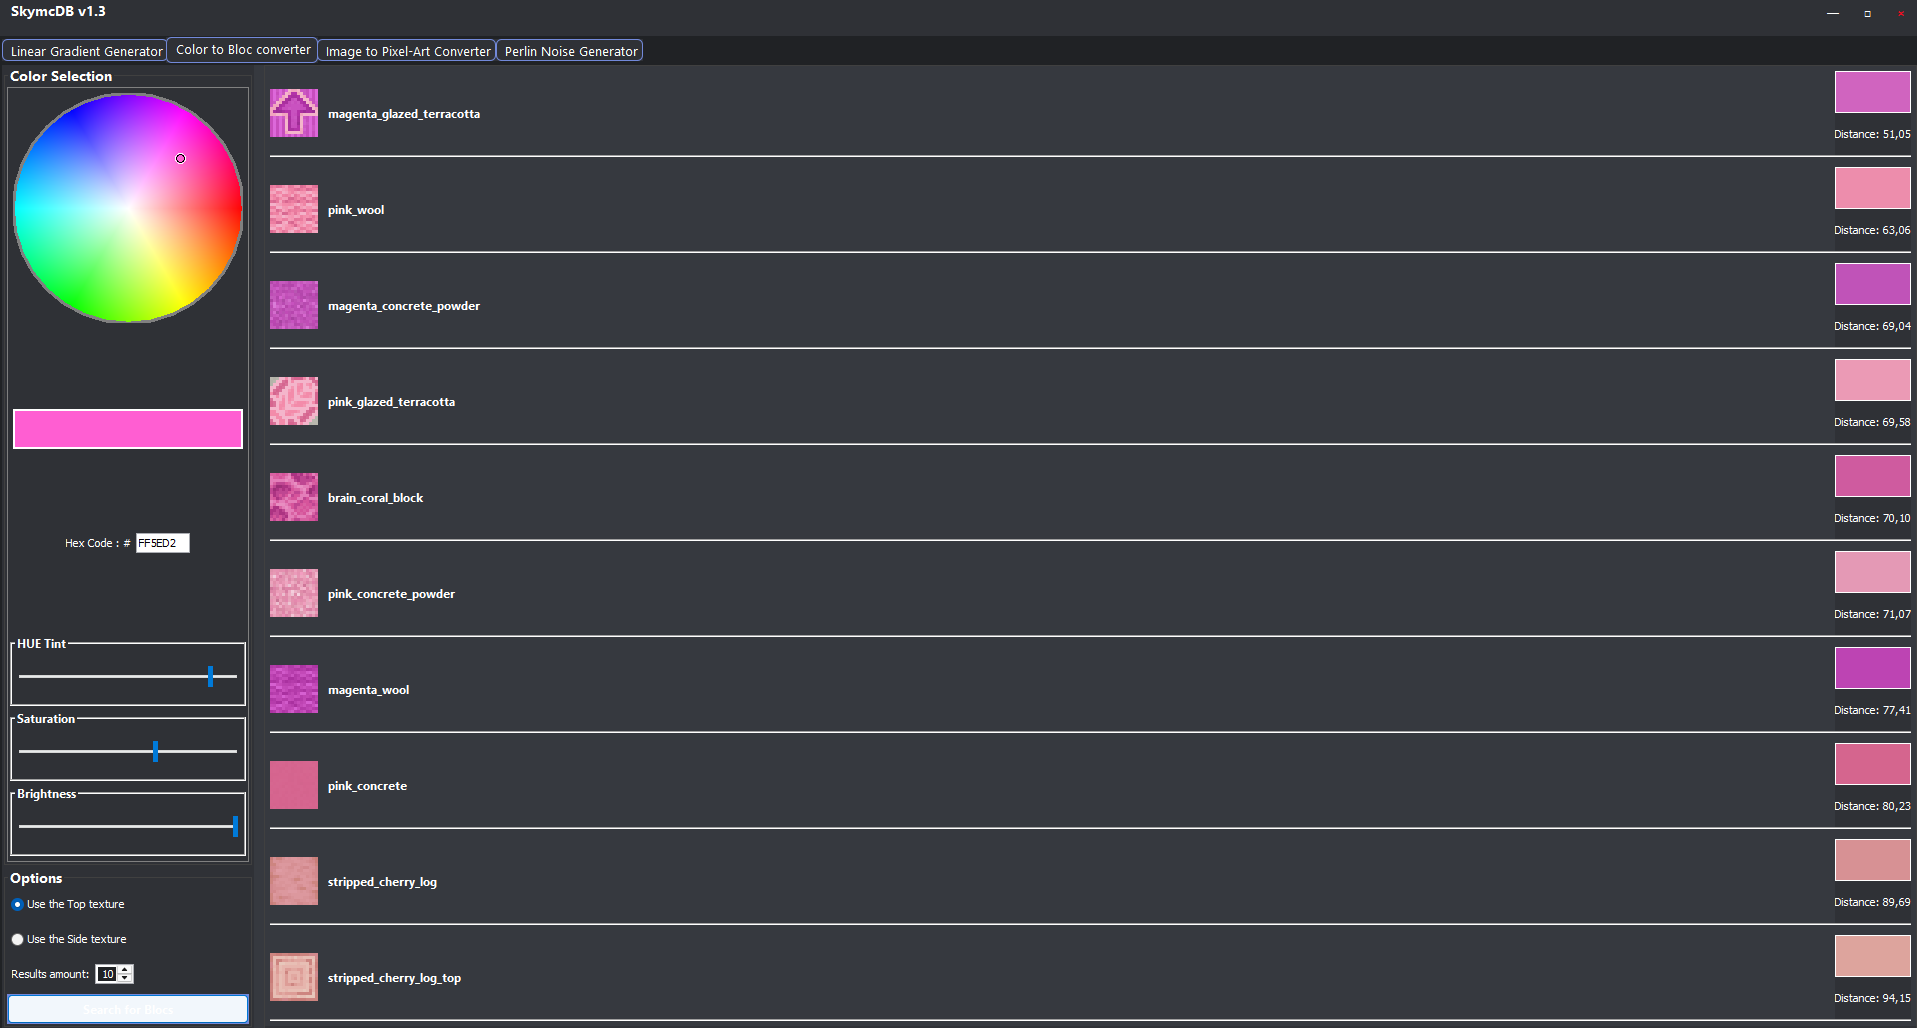 SkymcDB v1.3
Linear Gradient Generator
Color to Bloc converter
Image to Pixel-Art Converter
Perlin Noise Generator
Color Selection
Hex Code : # FF5ED2
HUE Tint
Saturation
Brightness
Options
Use the Top texture
Use the Side texture
Results amount: 10
Search for Blocs
magenta_glazed_terracotta
Distance: 51,05
pink_wool
Distance: 63,06
magenta_concrete_powder
Distance: 69,04
pink_glazed_terracotta
Distance: 69,58
brain_coral_block
Distance: 70,10
pink_concrete_powder
Distance: 71,07
magenta_wool
Distance: 77,41
pink_concrete
Distance: 80,23
stripped_cherry_log
Distance: 89,69
stripped_cherry_log_top
Distance: 94,15